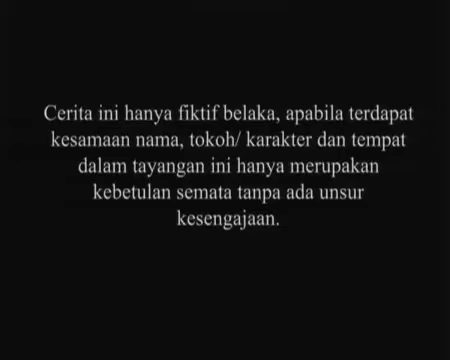 Cerita ini hanya fiktif belaka, apabila terdapat
kesamaan nama, tokoh/ karakter dan tempat
dalam tayangan ini hanya merupakan
kebetulan semata tanpa ada unsur
kesengajaan.